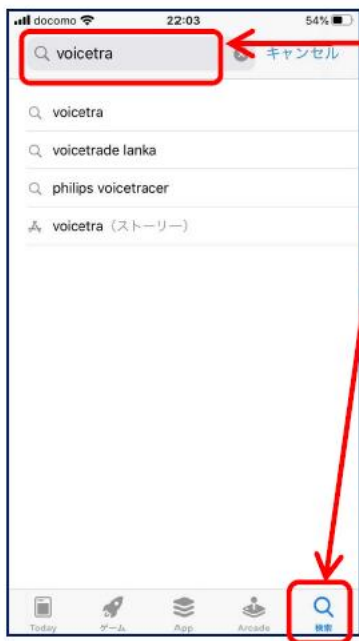 docomo 22:03 54%
voicetra キャンセル
voicetra
voicetrade lanka
philips voicetracer
voicetra（ストーリー）
Today ゲーム App Arcade 検索